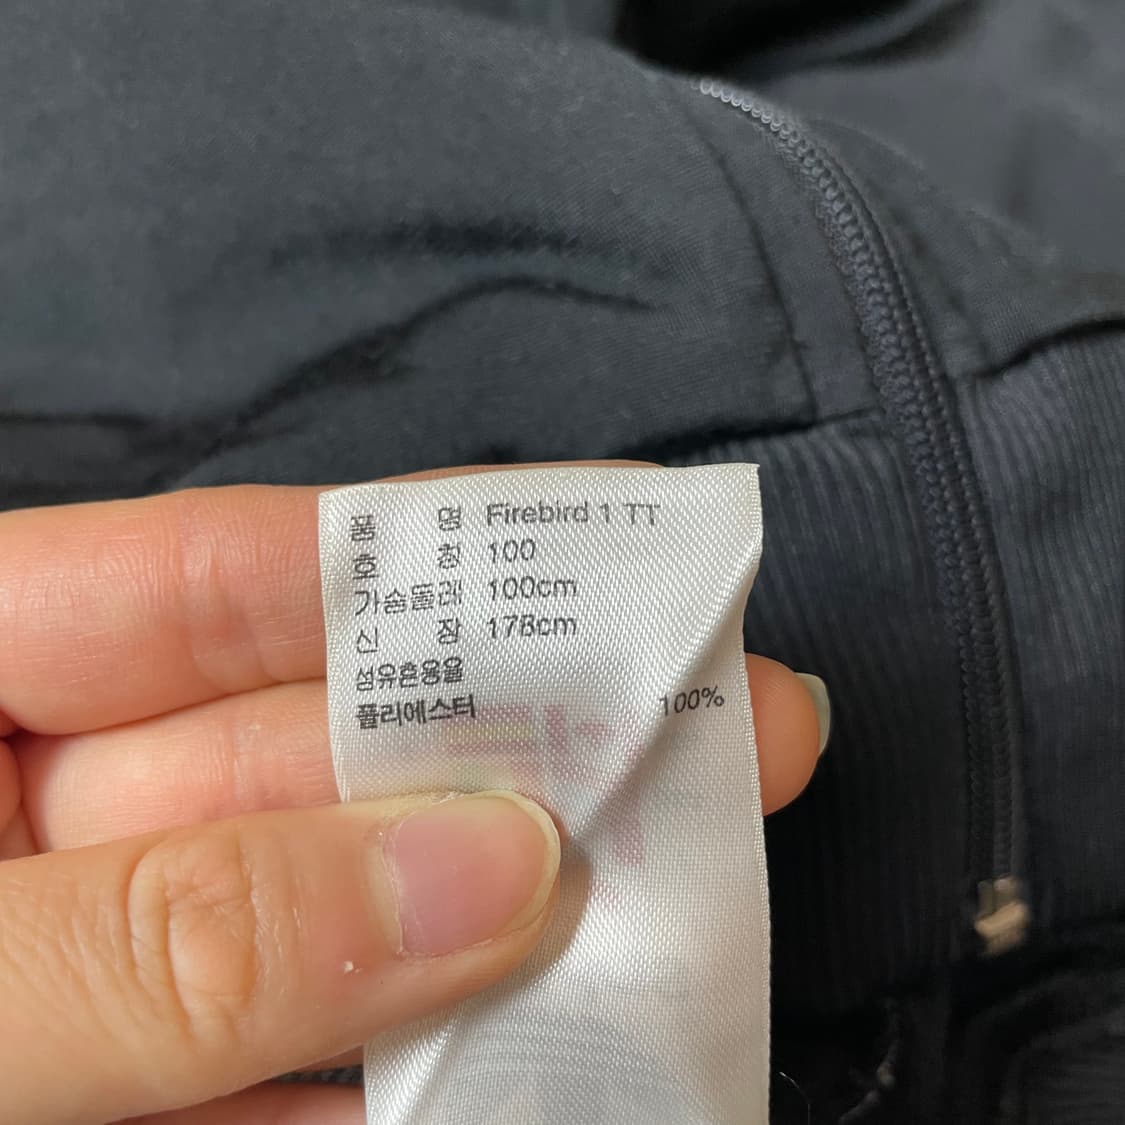 품 명 Firebird 1 TT
호 칭 100
가슴둘레 100cm
신 장 178cm
섬유혼용율
폴리에스터 100%